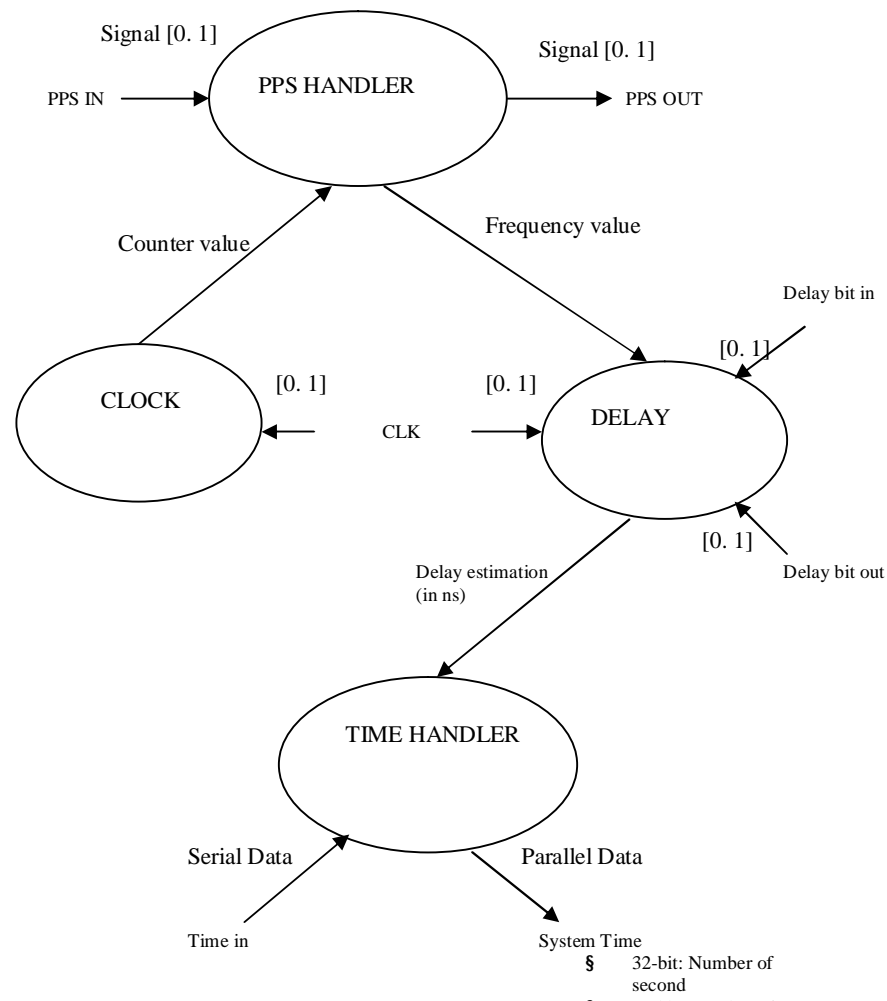 Signal [0. 1]
Signal [0. 1]
PPS HANDLER
PPS IN
PPS OUT
Counter value
Frequency value
Delay bit in
[0. 1]
[0. 1]
[0. 1]
CLOCK
CLK
DELAY
[0. 1]
Delay estimation
(in ns)
Delay bit out
TIME HANDLER
Serial Data
Parallel Data
Time in
System Time
§ 32-bit: Number of
second